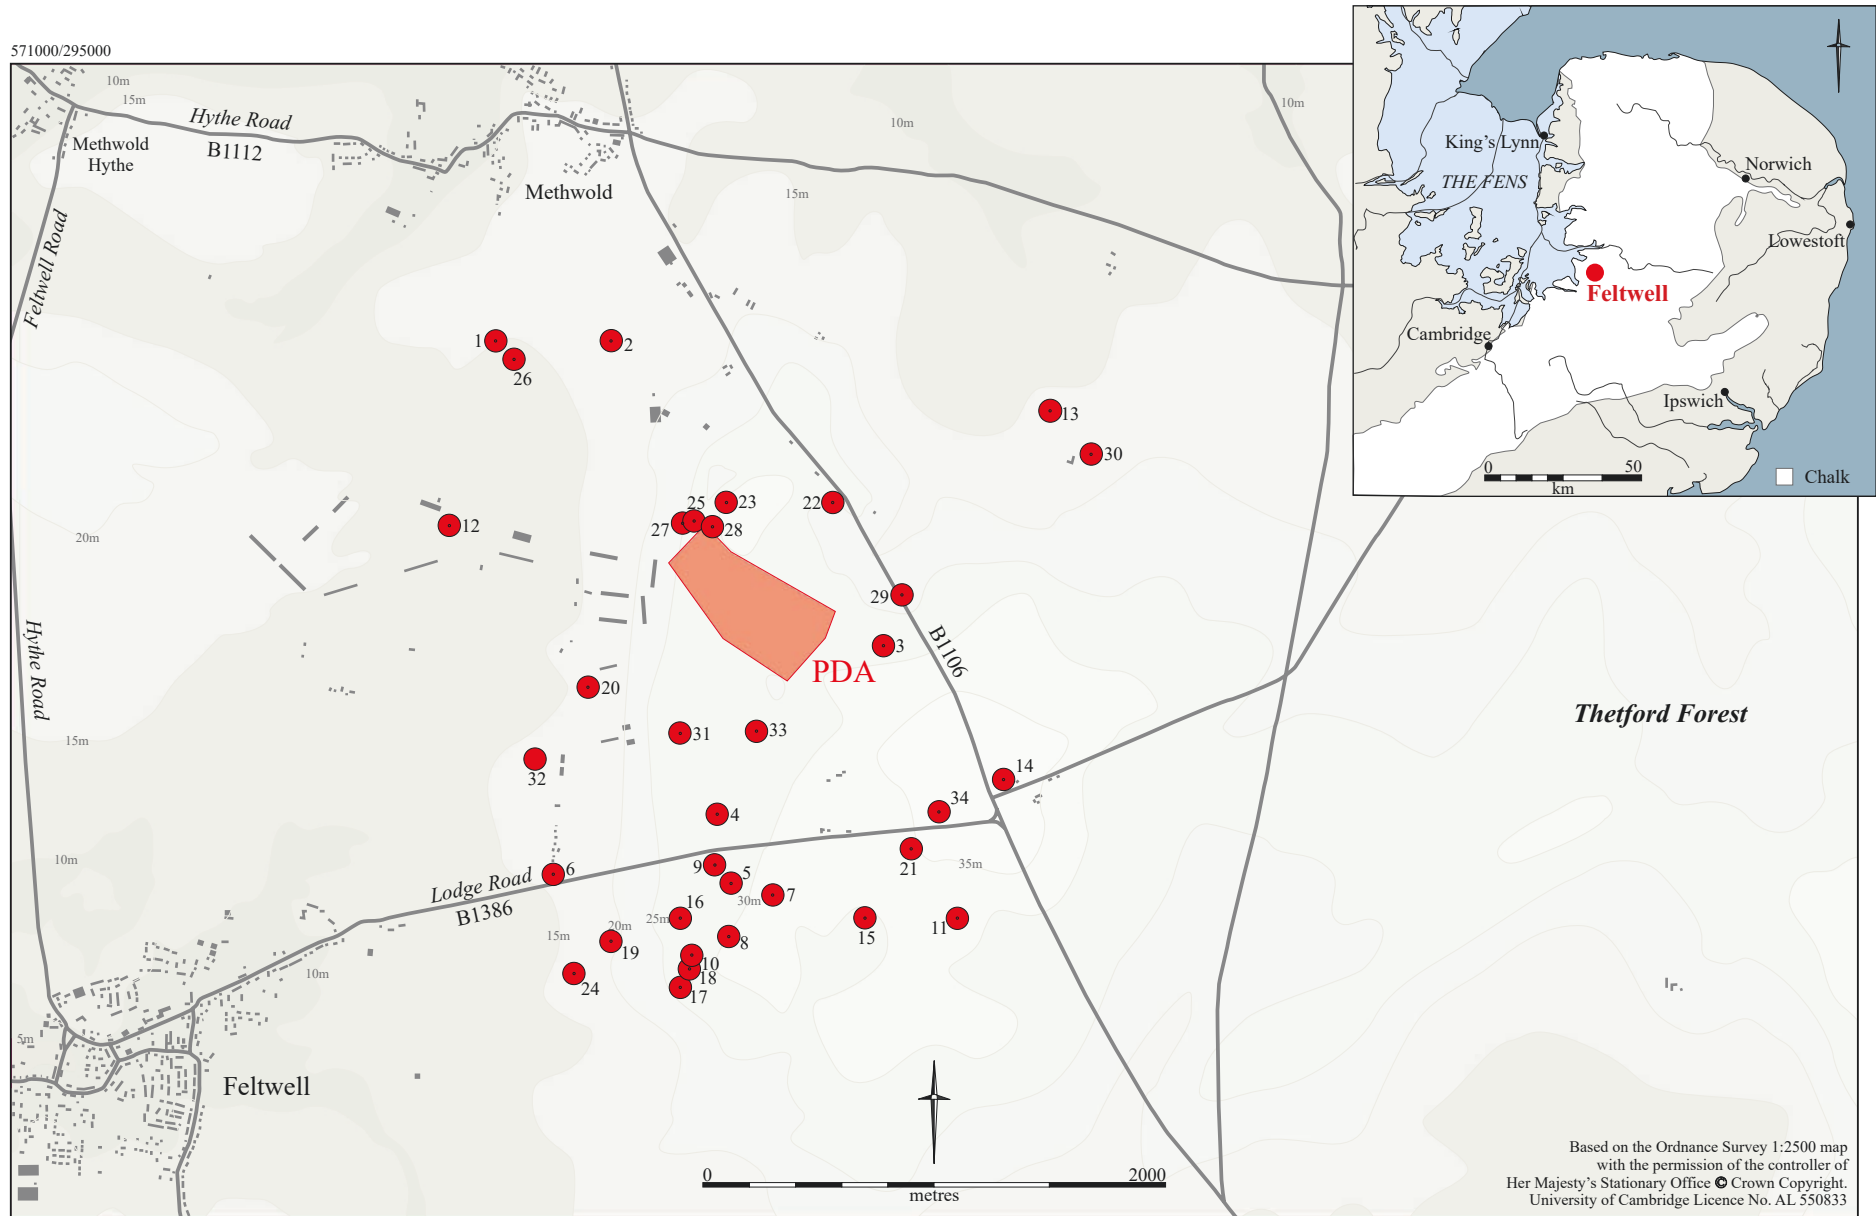 571000/295000
10m
15m
Hythe Road
B1112
Methwold
Hythe
Methwold
Feltwell Road
10m
15m
10m
1
26
2
13
30
12
20m
25
23
27
28
22
29
3
B1106
PDA
20
31
33
32
14
34
4
Hythe Road
15m
10m
6
Lodge Road
B1386
9
5
7
30m
21
35m
16
25m
20m
15m
19
8
15
11
10
18
17
24
10m
5m
Feltwell
Thetford Forest
0
2000
metres
King's Lynn
THE FENS
Norwich
Lowestoft
Feltwell
Cambridge
Ipswich
0
50
km
Chalk
Based on the Ordnance Survey 1:2500 map
with the permission of the controller of
Her Majesty's Stationary Office © Crown Copyright.
University of Cambridge Licence No. AL 550833